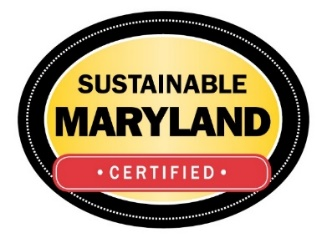 SUSTAINABLE
MARYLAND
• CERTIFIED •